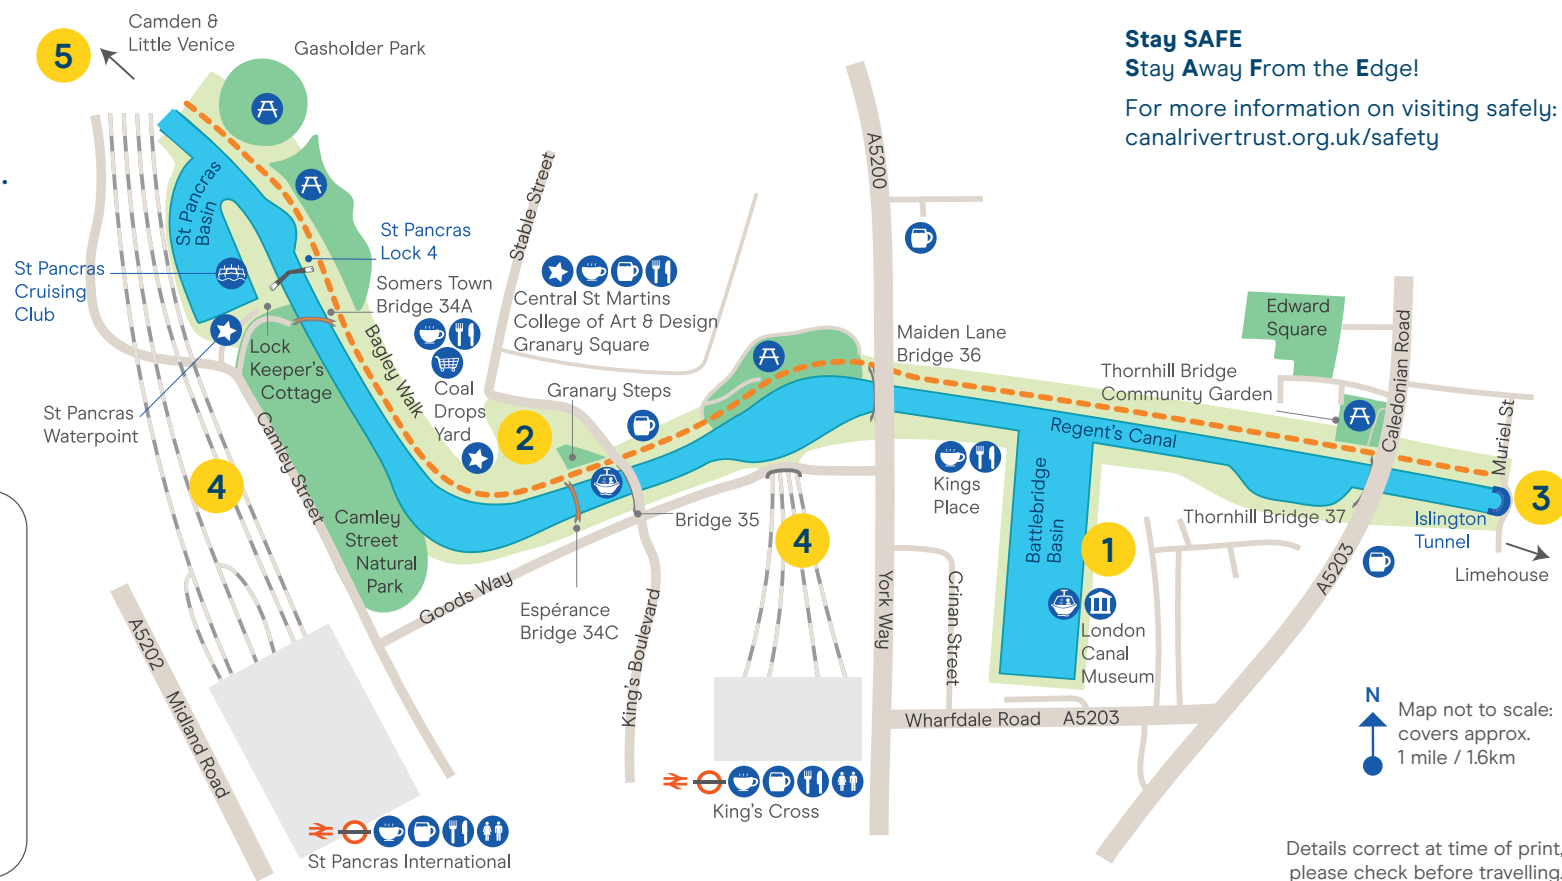 Camden &
Little Venice
5
Gasholder Park
Stay SAFE
Stay Away From the Edge!
For more information on visiting safely:
canalrivertrust.org.uk/safety
A5200
St Pancras
Basin
Stable Street
St Pancras
Lock 4
St Pancras
Cruising
Club
Somers Town
Bridge 34A
Central St Martins
College of Art & Design
Granary Square
Edward
Square
Caledonian Road
Maiden Lane
Bridge 36
Lock
Keeper's
Cottage
Bagley Walk
Coal
Drops
Yard
Granary Steps
Thornhill Bridge
Community Garden
St Pancras
Waterpoint
Camley Street
2
Regent's Canal
Muriel St
4
Kings
Place
Battlebridge
Basin
3
Camley
Street
Natural
Park
Bridge 35
4
1
Thornhill Bridge 37
Islington
Tunnel
Limehouse
Goods Way
Espérance
Bridge 34C
King's Boulevard
York Way
Crinan Street
London
Canal
Museum
A5203
A5202
Midland Road
Wharfdale Road A5203
N
Map not to scale:
covers approx.
1 mile / 1.6km
King's Cross
St Pancras International
Details correct at time of print,
please check before travelling.